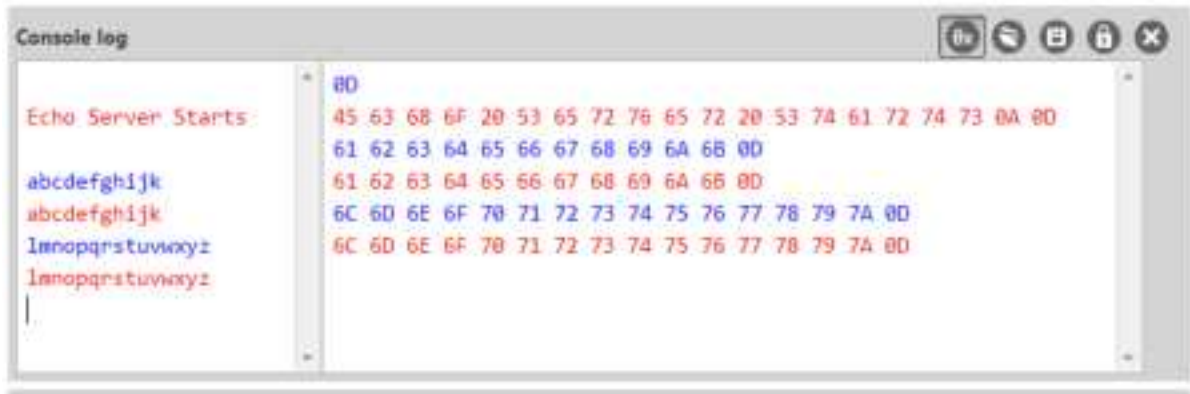 Console log
Echo Server Starts
abcdefghijk
abcdefghijk
lmnopqrstuvwxyz
lmnopqrstuvwxyz
0D
45 63 68 6F 20 53 65 72 76 65 72 20 53 74 61 72 74 73 0A 0D
61 62 63 64 65 66 67 68 69 6A 6B 0D
61 62 63 64 65 66 67 68 69 6A 6B 0D
6C 6D 6E 6F 70 71 72 73 74 75 76 77 78 79 7A 0D
6C 6D 6E 6F 70 71 72 73 74 75 76 77 78 79 7A 0D